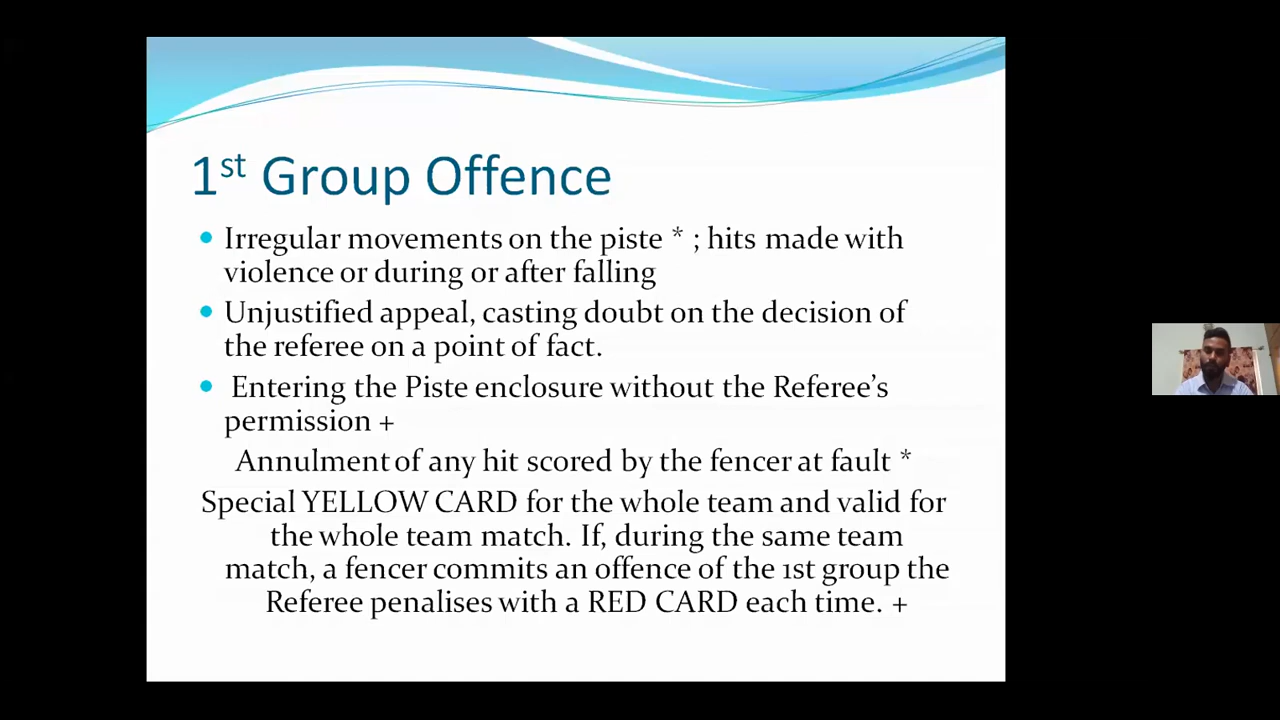 1st Group Offence
• Irregular movements on the piste * ; hits made with
violence or during or after falling
• Unjustified appeal, casting doubt on the decision of
the referee on a point of fact.
• Entering the Piste enclosure without the Referee’s
permission +
Annulment of any hit scored by the fencer at fault *
Special YELLOW CARD for the whole team and valid for
the whole team match. If, during the same team
match, a fencer commits an offence of the 1st group the
Referee penalises with a RED CARD each time. +